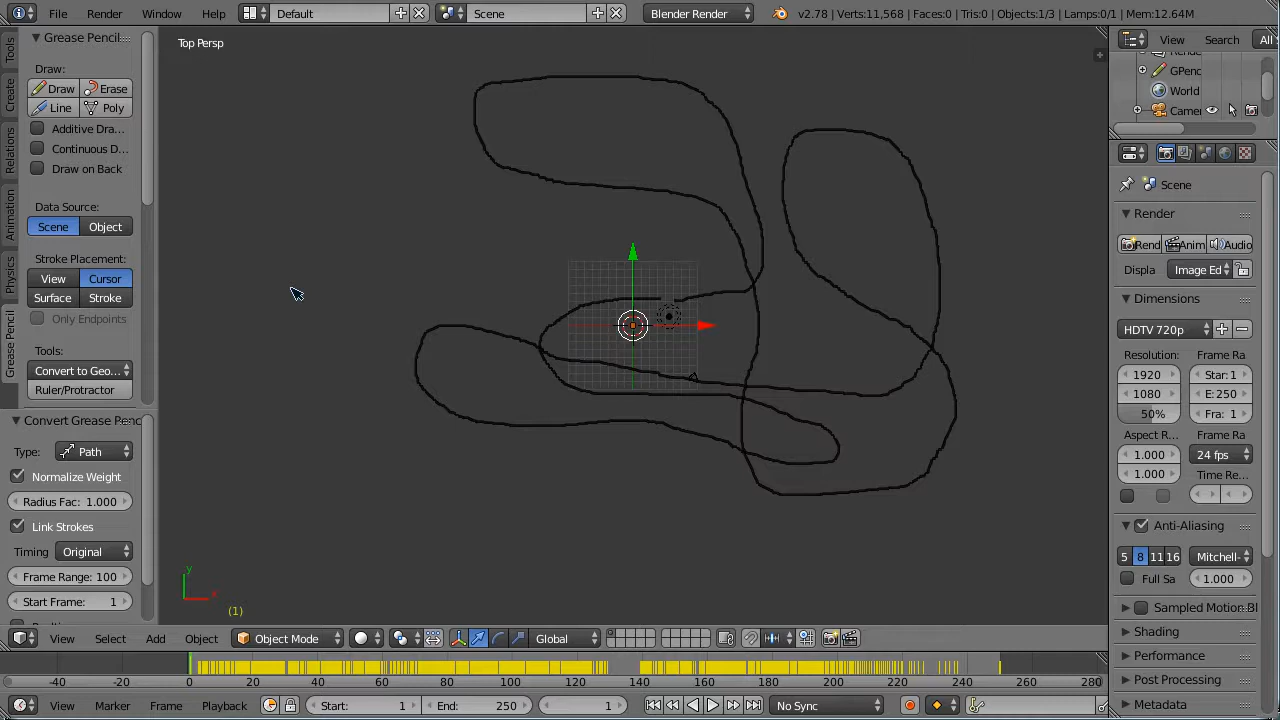 File Render Window Help Default Scene Blender Render v2.78 | Verts:11,568 | Faces:0 | Tris:0 | Objects:1/3 | Lamps:0/1 | Mem:12.64M
Grease Pencil
Draw:
Draw Erase
Line Poly
Additive Dra...
Continuous D...
Draw on Back
Data Source:
Scene Object
Stroke Placement:
View Cursor
Surface Stroke
Only Endpoints
Tools:
Convert to Geo...
Ruler/Protractor
Tools
Create
Relations
Animation
Physics
Grease Pencil
Convert Grease Penc
Type: Path
Normalize Weight
Radius Fac: 1.000
Link Strokes
Timing Original
Frame Range: 100
Start Frame: 1
Top Persp
y
x
(1)
View Search All
GPenc
World
Camer
Scene
Render
Rend Anim Audio
Displa Image Ed
Dimensions
HDTV 720p
Resolution: Frame Ra
1920 Star: 1
1080 E: 250
50% Fra: 1
Aspect R... Frame Ra
1.000 24 fps
1.000 Time Re...
Anti-Aliasing
5 8 11 16 Mitchell-
Full Sa 1.000
Sampled Motion Bl
Shading
Performance
Post Processing
Metadata
View Select Add Object Object Mode Global
-40 -20 0 20 40 60 80 100 120 140 160 180 200 220 240 260 280
View Marker Frame Playback Start: 1 End: 250 1 No Sync